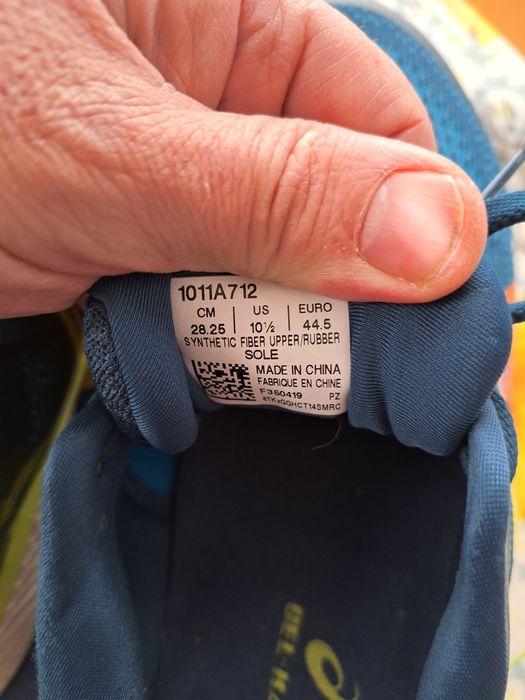 1011A712
CM US EURO
28.25 10½ 44.5
SYNTHETIC FIBER UPPER/RUBBER
SOLE
MADE IN CHINA
FABRIQUE EN CHINE
F350419 PZ